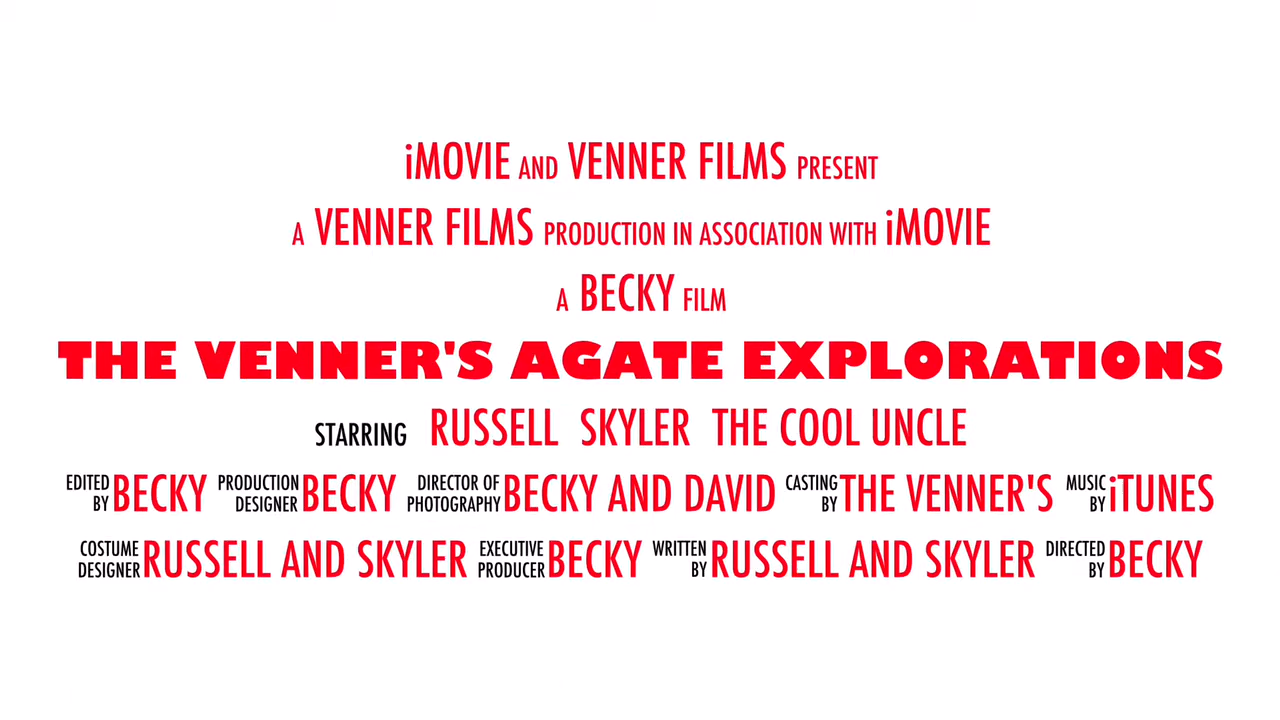 iMOVIE AND VENNER FILMS PRESENT
A VENNER FILMS PRODUCTION IN ASSOCIATION WITH iMOVIE
A BECKY FILM
THE VENNER'S AGATE EXPLORATIONS
STARRING RUSSELL SKYLER THE COOL UNCLE
EDITED BY BECKY PRODUCTION DESIGNER BECKY DIRECTOR OF PHOTOGRAPHY BECKY AND DAVID CASTING BY THE VENNER'S MUSIC BY iTUNES
COSTUME DESIGNER RUSSELL AND SKYLER EXECUTIVE PRODUCER BECKY WRITTEN BY RUSSELL AND SKYLER DIRECTED BY BECKY